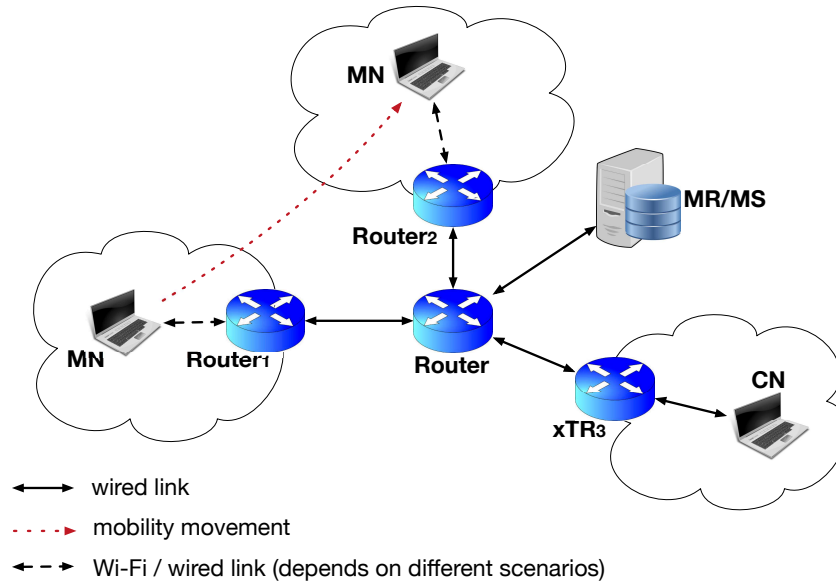 MN
MR/MS
Router2
MN
Router1
Router
CN
xTR3
wired link
mobility movement
Wi-Fi / wired link (depends on different scenarios)